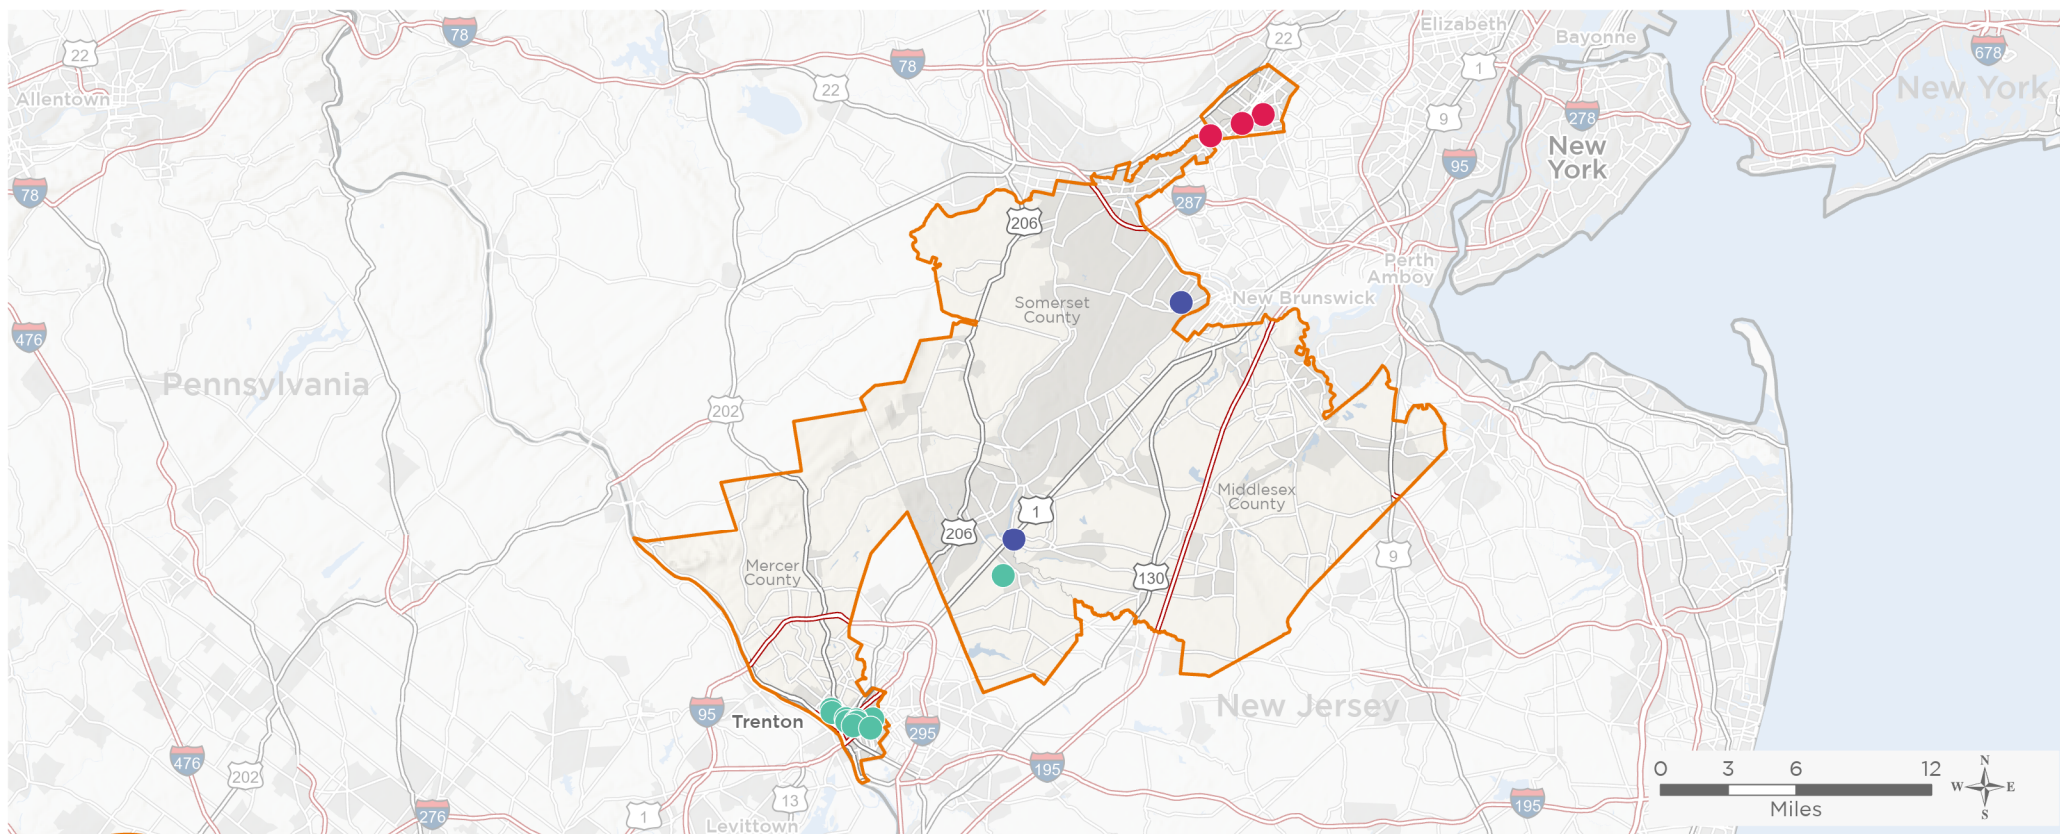 78
22
Elizabeth
Bayonne
22
78
1
678
22
Allentown
New York
9
278
New
York
95
78
287
206
Perth
Amboy
Somerset
County
New Brunswick
476
Pennsylvania
202
Middlesex
County
1
206
9
Mercer
County
130
New Jersey
95
Trenton
295
476
202
195
0 3 6 12
N
W E
S
Miles
13
195
276
1
Levittown